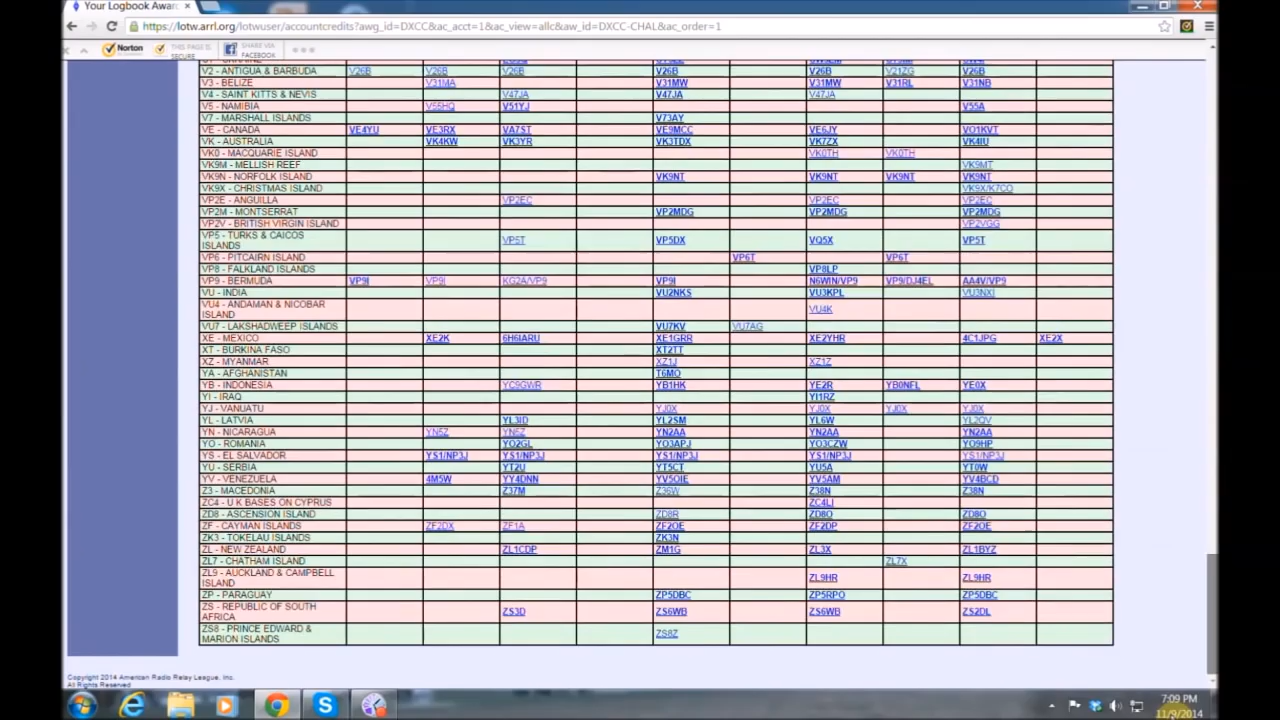 Your Logbook Awar ×
https://lotw.arrl.org/lotwuser/accountcredits?awg_id=DXCC&ac_acct=1&ac_view=allc&aw_id=DXCC-CHAL&ac_order=1
Norton THIS PAGE IS SECURE SHARE VIA FACEBOOK
V2 - ANTIGUA & BARBUDA V26B V26B V26B V26B V26B V21ZG V26B
V3 - BELIZE V31MA V31MW V31MW V31RL V31NB
V4 - SAINT KITTS & NEVIS V47JA V47JA V47JA
V5 - NAMIBIA V55HQ V51YJ V55A
V7 - MARSHALL ISLANDS V73AY
VE - CANADA VE4YU VE3RX VA7ST VE9MCC VE6JY VO1KVT
VK - AUSTRALIA VK4KW VK3YR VK3TDX VK7ZX VK4IU
VK0 - MACQUARIE ISLAND VK0TH VK0TH
VK9M - MELLISH REEF VK9MT
VK9N - NORFOLK ISLAND VK9NT VK9NT VK9NT VK9NT
VK9X - CHRISTMAS ISLAND VK9X/K7CO
VP2E - ANGUILLA VP2EC VP2EC VP2EC
VP2M - MONTSERRAT VP2MDG VP2MDG VP2MDG
VP2V - BRITISH VIRGIN ISLAND VP2VGG
VP5 - TURKS & CAICOS
ISLANDS VP5T VP5DX VQ5X VP5T
VP6 - PITCAIRN ISLAND VP6T VP6T
VP8 - FALKLAND ISLANDS VP8LP
VP9 - BERMUDA VP9I VP9I KG2A/VP9 VP9I N6WIN/VP9 VP9/DJ4EL AA4V/VP9
VU - INDIA VU2NKS VU3KPL VU3NXI
VU4 - ANDAMAN & NICOBAR
ISLAND VU4K
VU7 - LAKSHADWEEP ISLANDS VU7KV VU7AG
XE - MEXICO XE2K 6H6IARU XE1GRR XE2YHR 4C1JPG XE2X
XT - BURKINA FASO XT2TT
XZ - MYANMAR XZ1J XZ1Z
YA - AFGHANISTAN T6MO
YB - INDONESIA YC9GWR YB1HK YE2R YB0NFL YE0X
YI - IRAQ YI1RZ
YJ - VANUATU YJ0X YJ0X YJ0X YJ0X
YL - LATVIA YL3ID YL2SM YL6W YL2QV
YN - NICARAGUA YN5Z YN5Z YN2AA YN2AA YN2AA
YO - ROMANIA YO2GL YO3APJ YO3CZW YO9HP
YS - EL SALVADOR YS1/NP3J YS1/NP3J YS1/NP3J YS1/NP3J YS1/NP3J
YU - SERBIA YT2U YT5CT YU5A YT0W
YV - VENEZUELA 4M5W YY4DNN YV5OIE YV5AM YV4BCD
Z3 - MACEDONIA Z37M Z36W Z38N Z38N
ZC4 - U K BASES ON CYPRUS ZC4LI
ZD8 - ASCENSION ISLAND ZD8R ZD8O ZD8O
ZF - CAYMAN ISLANDS ZF2DX ZF1A ZF2OE ZF2DP ZF2OE
ZK3 - TOKELAU ISLANDS ZK3N
ZL - NEW ZEALAND ZL1CDP ZM1G ZL3X ZL1BYZ
ZL7 - CHATHAM ISLAND ZL7X
ZL9 - AUCKLAND & CAMPBELL
ISLAND ZL9HR ZL9HR
ZP - PARAGUAY ZP5DBC ZP5RPO ZP5DBC
ZS - REPUBLIC OF SOUTH
AFRICA ZS3D ZS6WB ZS6WB ZS2DL
ZS8 - PRINCE EDWARD &
MARION ISLANDS ZS8Z
Copyright 2014 American Radio Relay League, Inc.
All Rights Reserved
7:09 PM
11/9/2014